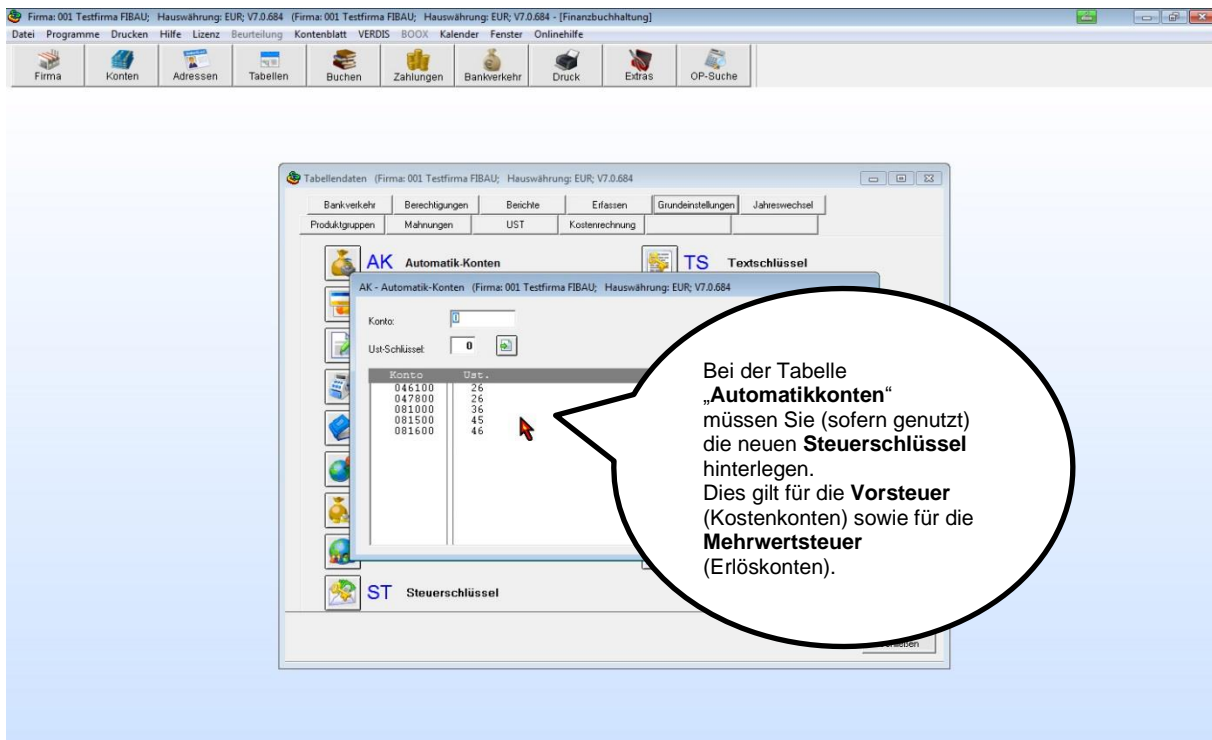 Firma: 001 Testfirma FIBAU; Hauswährung: EUR; V7.0.684 (Firma: 001 Testfirma FIBAU; Hauswährung: EUR; V7.0.684 - [Finanzbuchhaltung]
Datei Programme Drucken Hilfe Lizenz Beurteilung Kontenblatt VERDIS BOOX Kalender Fenster Onlinehilfe
Firma Konten Adressen Tabellen Buchen Zahlungen Bankverkehr Druck Extras OP-Suche
Tabellendaten (Firma: 001 Testfirma FIBAU; Hauswährung: EUR; V7.0.684
Bankverkehr Berechtigungen Berichte Erfassen Grundeinstellungen Jahreswechsel
Produktgruppen Mahnungen UST Kostenrechnung
AK Automatik-Konten TS Textschlüssel
AK - Automatik-Konten (Firma: 001 Testfirma FIBAU; Hauswährung: EUR; V7.0.684
Konto:
Ust-Schlüssel: 0
Konto Ust.
046100 26
047800 26
081000 36
081500 45
081600 46
ST Steuerschlüssel
Bei der Tabelle
„Automatikkonten“
müssen Sie (sofern genutzt)
die neuen Steuerschlüssel
hinterlegen.
Dies gilt für die Vorsteuer
(Kostenkonten) sowie für die
Mehrwertsteuer
(Erlöskonten).